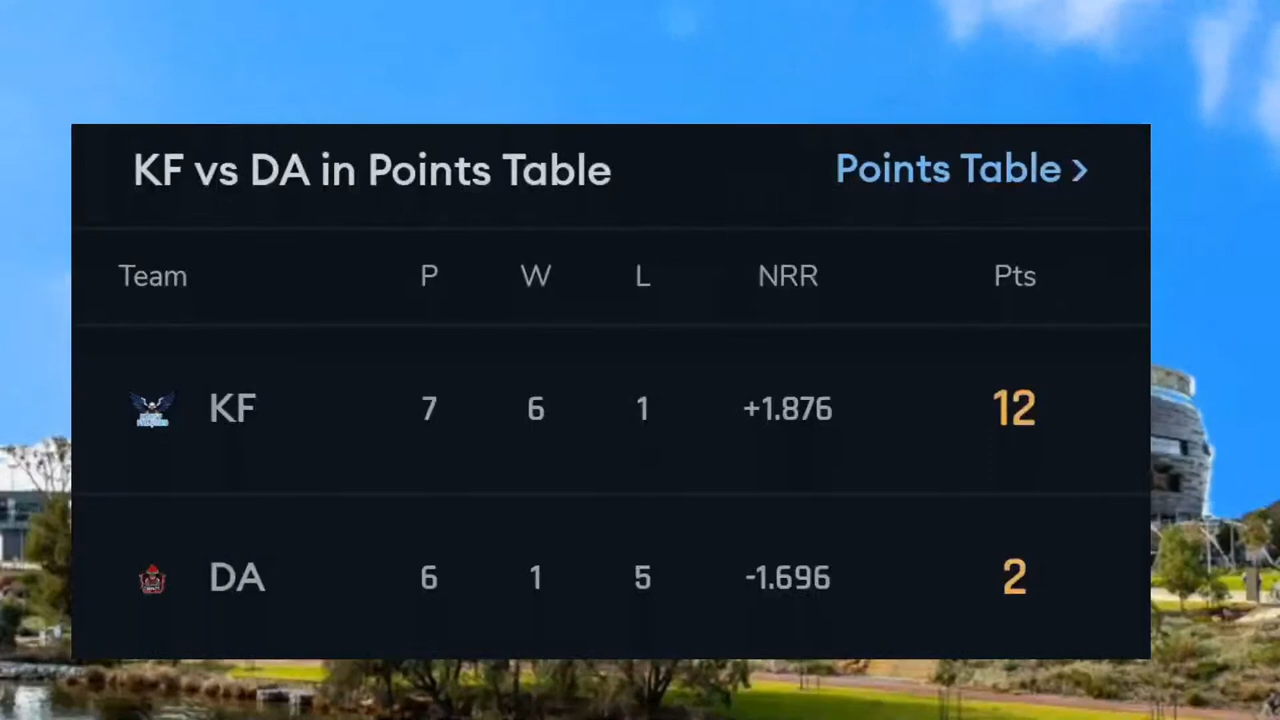 KF vs DA in Points Table Points Table >
Team P W L NRR Pts
KF 7 6 1 +1.876 12
DA 6 1 5 -1.696 2